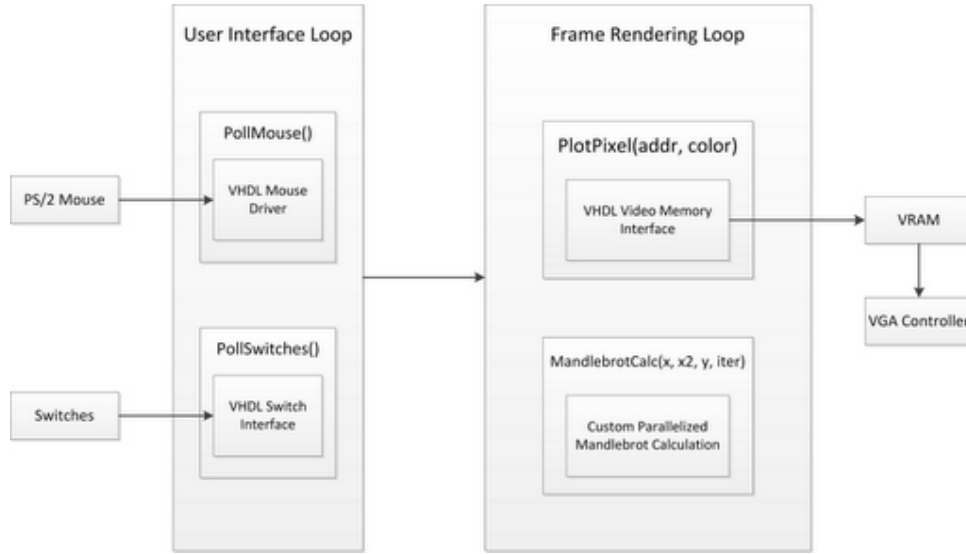 User Interface Loop
Frame Rendering Loop
PollMouse()
VHDL Mouse
Driver
PS/2 Mouse
PlotPixel(addr, color)
VHDL Video Memory
Interface
VRAM
VGA Controller
PollSwitches()
VHDL Switch
Interface
Switches
MandlebrotCalc(x, x2, y, iter)
Custom Parallelized
Mandlebrot Calculation